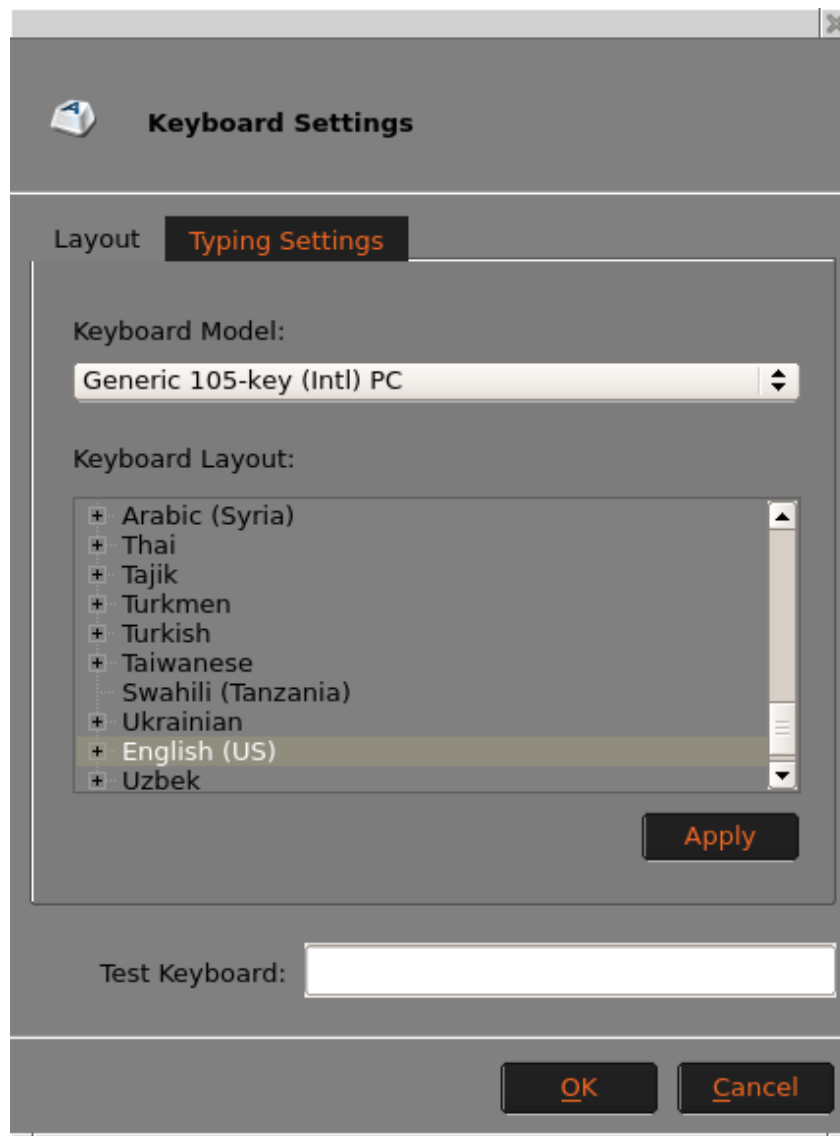 Keyboard Settings
Layout
Typing Settings
Keyboard Model:
Generic 105-key (Intl) PC
Keyboard Layout:
Arabic (Syria)
Thai
Tajik
Turkmen
Turkish
Taiwanese
Swahili (Tanzania)
Ukrainian
English (US)
Uzbek
Apply
Test Keyboard:
OK
Cancel